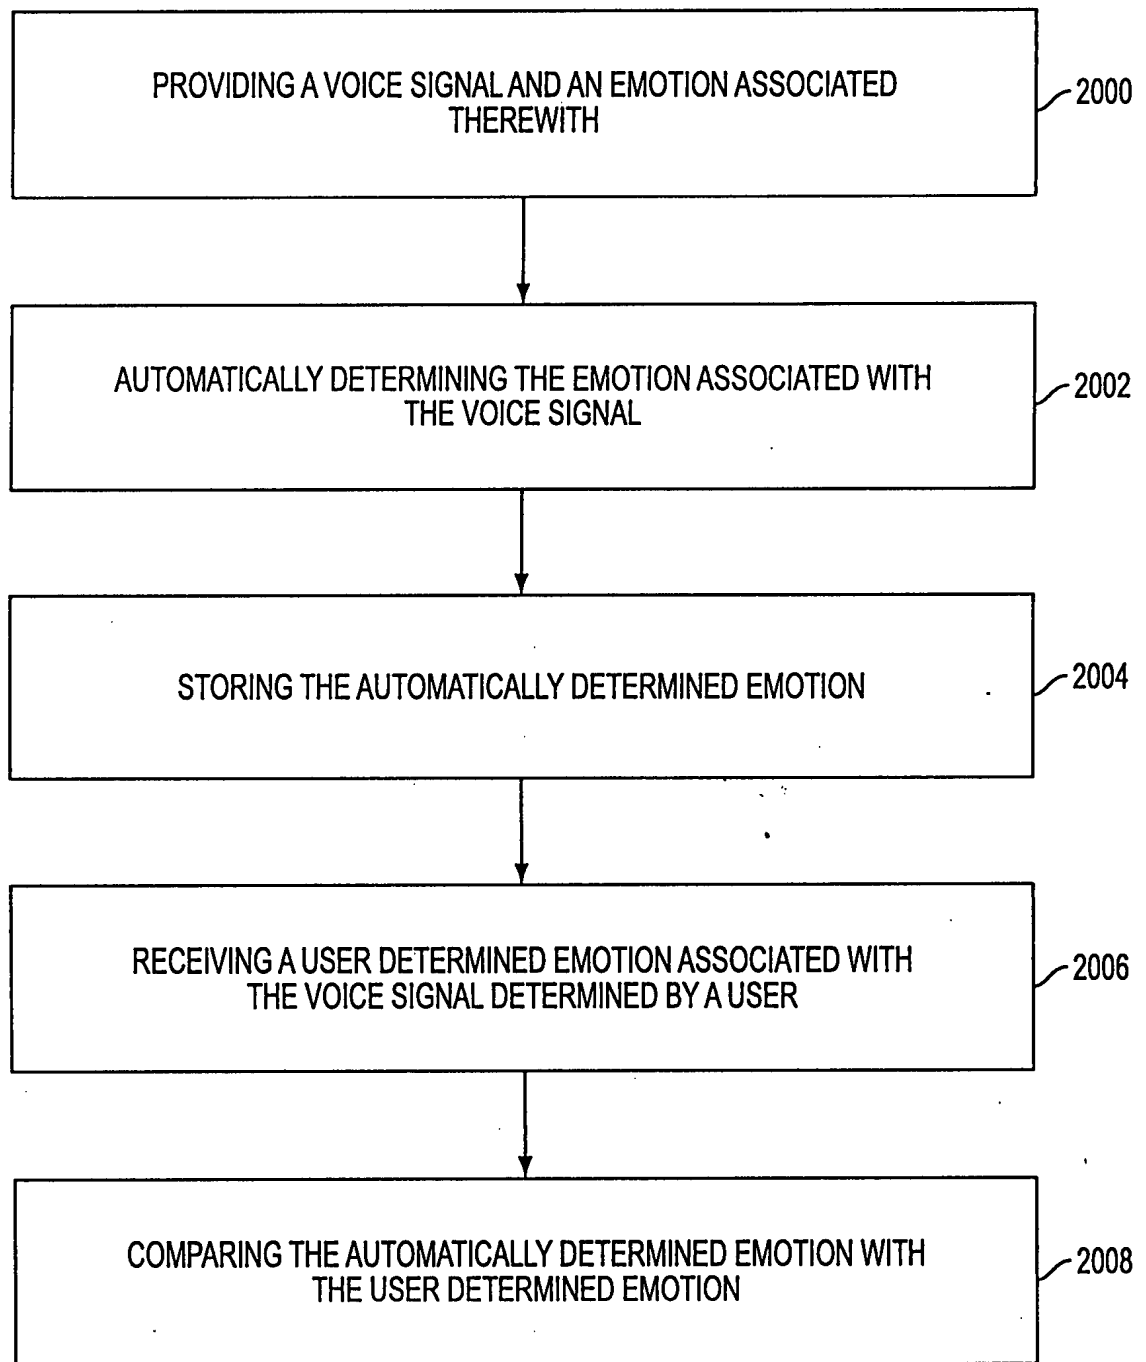 PROVIDING A VOICE SIGNAL AND AN EMOTION ASSOCIATED
THEREWITH
2000
AUTOMATICALLY DETERMINING THE EMOTION ASSOCIATED WITH
THE VOICE SIGNAL
2002
STORING THE AUTOMATICALLY DETERMINED EMOTION
2004
RECEIVING A USER DETERMINED EMOTION ASSOCIATED WITH
THE VOICE SIGNAL DETERMINED BY A USER
2006
COMPARING THE AUTOMATICALLY DETERMINED EMOTION WITH
THE USER DETERMINED EMOTION
2008